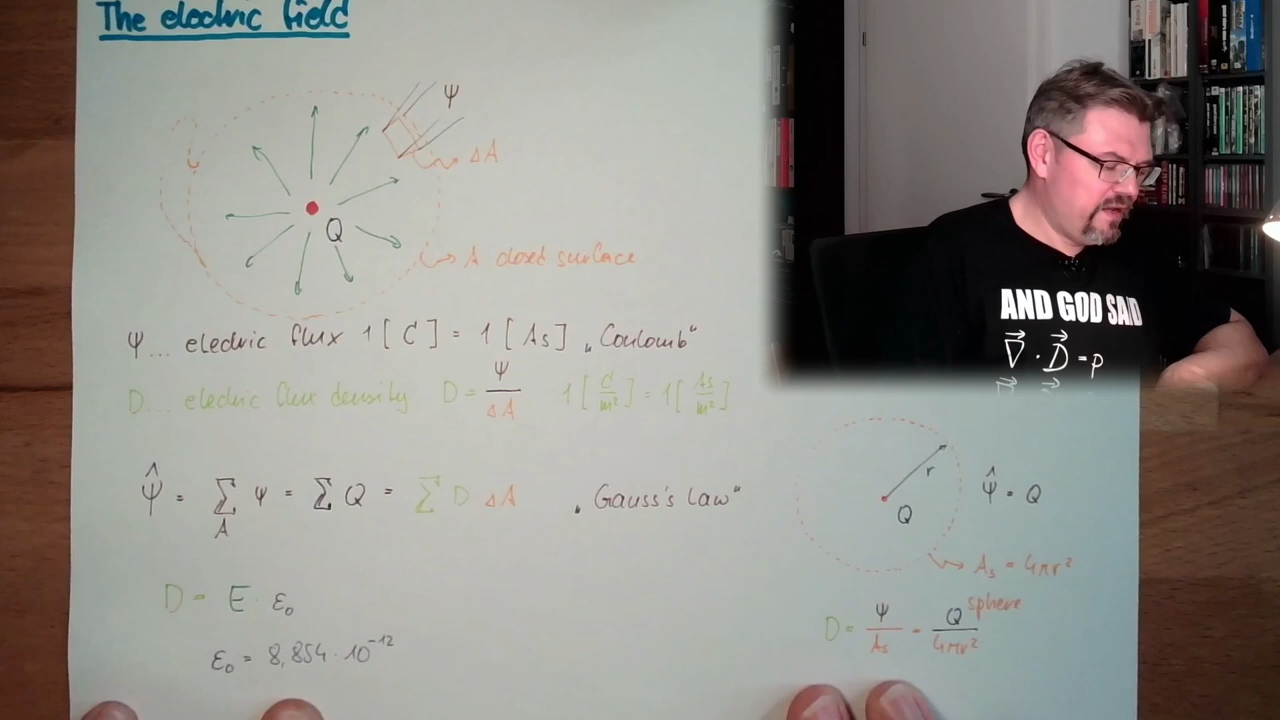 The electric field
Ψ
ΔA
Q
A closed surface
Ψ... electric flux 1[C] = 1[As] „Coulomb“
D... electric flux density D = Ψ/ΔA 1[C/m²] = 1[As/m²]
Ψ̂ = Σ_A Ψ = Σ Q = Σ D ΔA „Gauss's Law“
D = E · ε₀
ε₀ = 8,854 · 10⁻¹²
r
Q
Ψ̂ = Q
A_s = 4πr²
sphere
D = Ψ/A_s = Q/4πr²
AND GOD SAID
∇⃗ · D⃗ = ρ